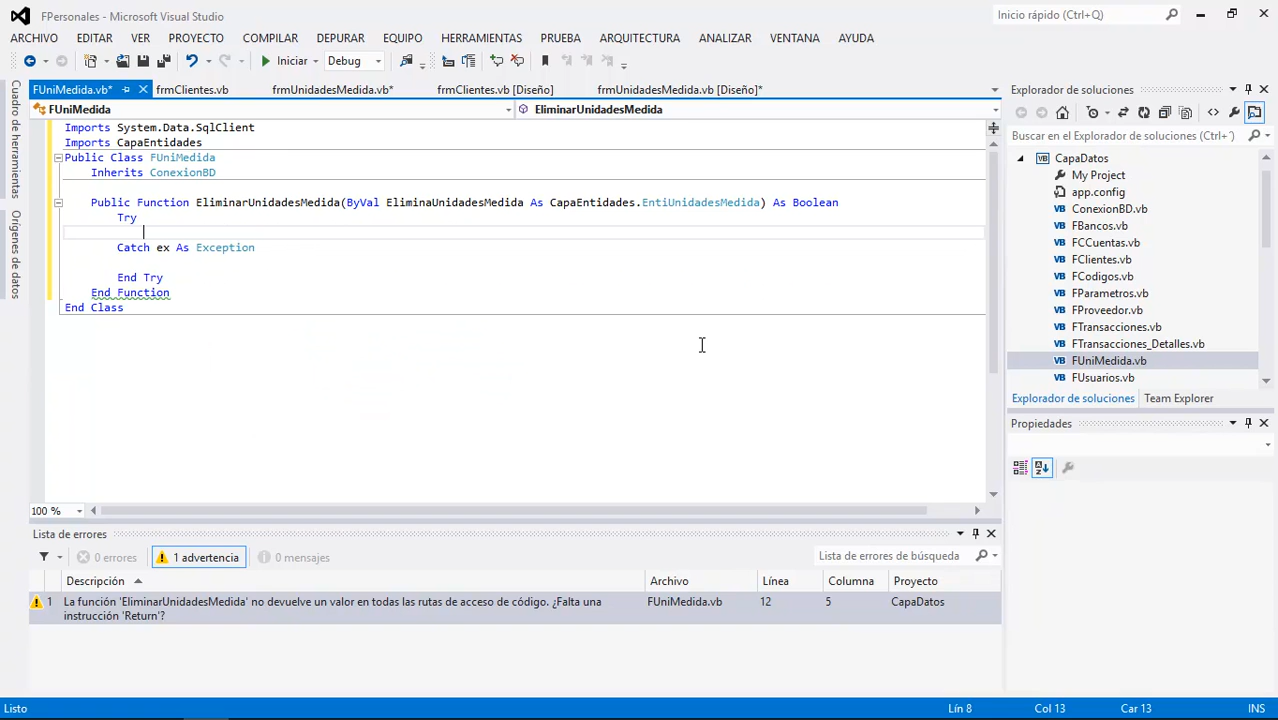 FPersonales - Microsoft Visual Studio
Inicio rápido (Ctrl+Q)
ARCHIVO EDITAR VER PROYECTO COMPILAR DEPURAR EQUIPO HERRAMIENTAS PRUEBA ARQUITECTURA ANALIZAR VENTANA AYUDA
Iniciar Debug
Cuadro de herramientas
Orígenes de datos
FUniMedida.vb* frmClientes.vb frmUnidadesMedida.vb* frmClientes.vb [Diseño] frmUnidadesMedida.vb [Diseño]*
FUniMedida EliminarUnidadesMedida
Imports System.Data.SqlClient
Imports CapaEntidades
Public Class FUniMedida
Inherits ConexionBD
Public Function EliminarUnidadesMedida(ByVal EliminaUnidadesMedida As CapaEntidades.EntiUnidadesMedida) As Boolean
Try
Catch ex As Exception
End Try
End Function
End Class
100 %
Explorador de soluciones
Buscar en el Explorador de soluciones (Ctrl+')
CapaDatos
My Project
app.config
ConexionBD.vb
FBancos.vb
FCCuentas.vb
FClientes.vb
FCodigos.vb
FParametros.vb
FProveedor.vb
FTransacciones.vb
FTransacciones_Detalles.vb
FUniMedida.vb
FUsuarios.vb
Explorador de soluciones Team Explorer
Propiedades
Lista de errores
0 errores 1 advertencia 0 mensajes Lista de errores de búsqueda
Descripción Archivo Línea Columna Proyecto
1 La función 'EliminarUnidadesMedida' no devuelve un valor en todas las rutas de acceso de código. ¿Falta una FUniMedida.vb 12 5 CapaDatos
instrucción 'Return'?
Listo Lín 8 Col 13 Car 13 INS